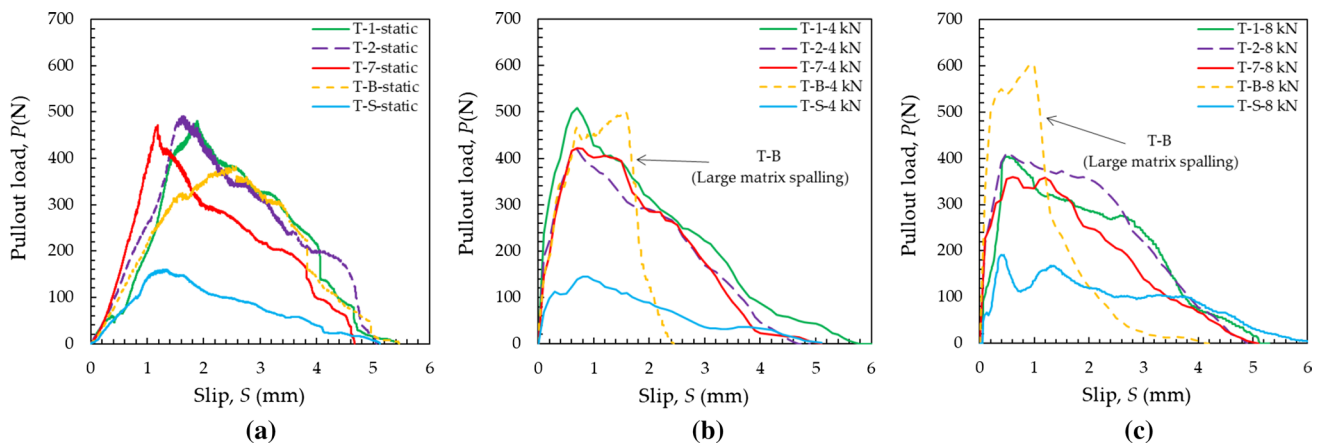 700
600
500
400
300
200
100
0
Pullout load, P(N)
T-1-static
T-2-static
T-7-static
T-B-static
T-S-static
0 1 2 3 4 5 6
Slip, S (mm)
(a)
700
600
500
400
300
200
100
0
Pullout load, P(N)
T-1-4 kN
T-2-4 kN
T-7-4 kN
T-B-4 kN
T-S-4 kN
T-B
(Large matrix spalling)
0 1 2 3 4 5 6
Slip, S (mm)
(b)
700
600
500
400
300
200
100
0
Pullout load, P(N)
T-1-8 kN
T-2-8 kN
T-7-8 kN
T-B-8 kN
T-S-8 kN
T-B
(Large matrix spalling)
0 1 2 3 4 5 6
Slip, S (mm)
(c)